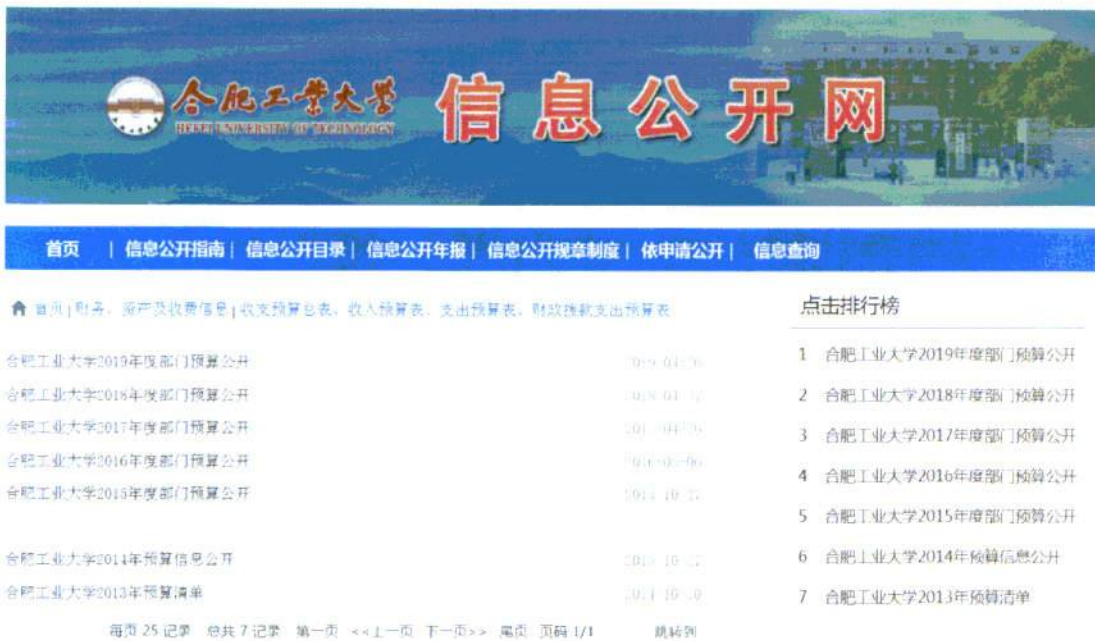 合肥工业大学
HEFEI UNIVERSITY OF TECHNOLOGY
信息公开网
首页 | 信息公开指南 | 信息公开目录 | 信息公开年报 | 信息公开规章制度 | 依申请公开 | 信息查询
首页 | 财务、资产及收费信息 | 收支预算总表、收入预算表、支出预算表、财政拨款支出预算表
合肥工业大学2019年度部门预算公开
合肥工业大学2018年度部门预算公开
合肥工业大学2017年度部门预算公开
合肥工业大学2016年度部门预算公开
合肥工业大学2015年度部门预算公开
合肥工业大学2014年预算信息公开
合肥工业大学2013年预算清单
每页 25 记录 总共 7 记录 第一页 <<上一页 下一页>> 尾页 页码 1/1 跳转到
点击排行榜
1 合肥工业大学2019年度部门预算公开
2 合肥工业大学2018年度部门预算公开
3 合肥工业大学2017年度部门预算公开
4 合肥工业大学2016年度部门预算公开
5 合肥工业大学2015年度部门预算公开
6 合肥工业大学2014年预算信息公开
7 合肥工业大学2013年预算清单